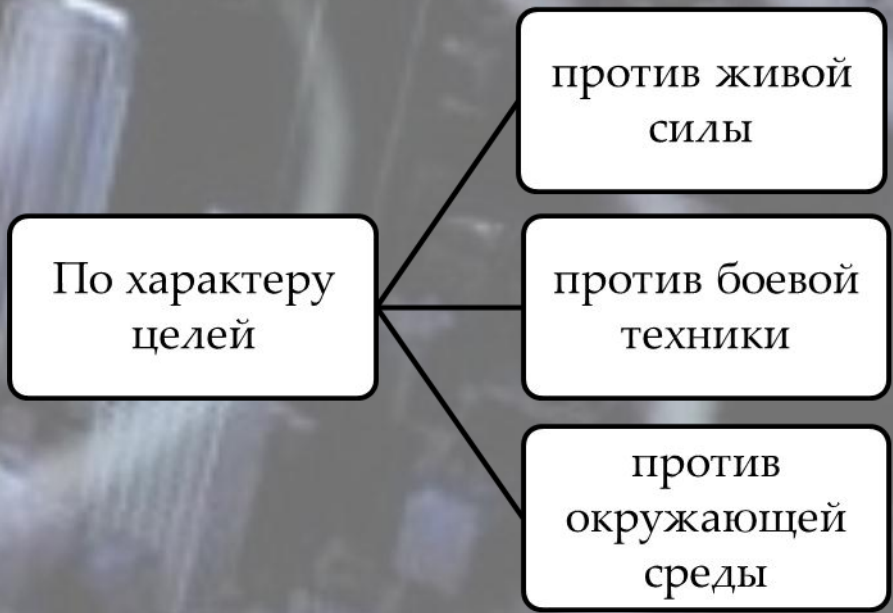 По характеру
целей
против живой
силы
против боевой
техники
против
окружающей
среды